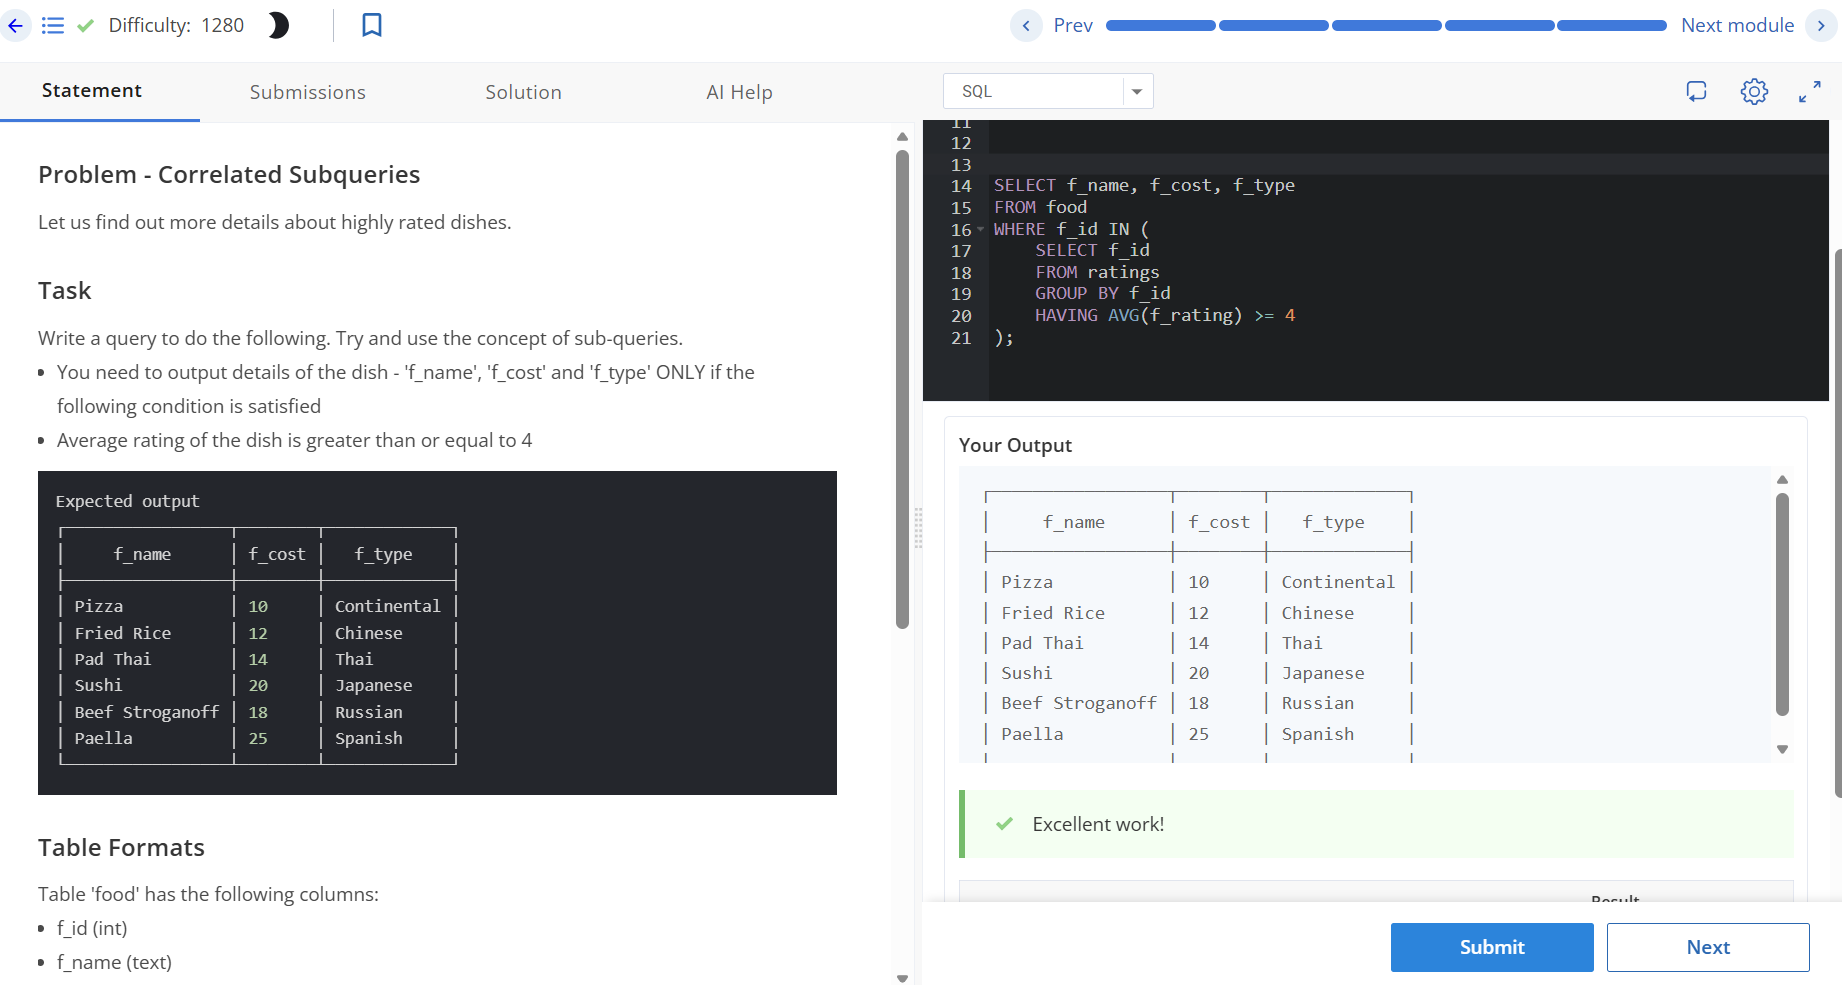 Difficulty: 1280
Prev
Next module
Statement
Submissions
Solution
AI Help
SQL
Problem - Correlated Subqueries
Let us find out more details about highly rated dishes.
Task
Write a query to do the following. Try and use the concept of sub-queries.
You need to output details of the dish - 'f_name', 'f_cost' and 'f_type' ONLY if the
following condition is satisfied
Average rating of the dish is greater than or equal to 4
Expected output
f_name f_cost f_type
Pizza 10 Continental
Fried Rice 12 Chinese
Pad Thai 14 Thai
Sushi 20 Japanese
Beef Stroganoff 18 Russian
Paella 25 Spanish
Table Formats
Table 'food' has the following columns:
f_id (int)
f_name (text)
11
12
13
14 SELECT f_name, f_cost, f_type
15 FROM food
16 WHERE f_id IN (
17 SELECT f_id
18 FROM ratings
19 GROUP BY f_id
20 HAVING AVG(f_rating) >= 4
21 );
Your Output
f_name f_cost f_type
Pizza 10 Continental
Fried Rice 12 Chinese
Pad Thai 14 Thai
Sushi 20 Japanese
Beef Stroganoff 18 Russian
Paella 25 Spanish
Excellent work!
Result
Submit
Next